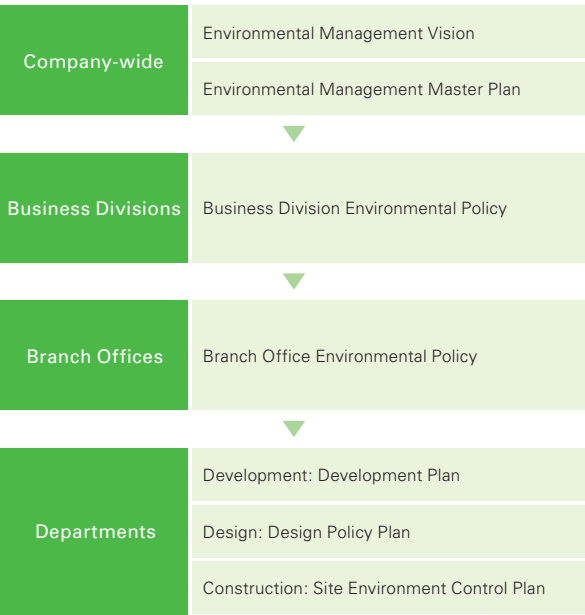 Company-wide
Environmental Management Vision
Environmental Management Master Plan
Business Divisions
Business Division Environmental Policy
Branch Offices
Branch Office Environmental Policy
Departments
Development: Development Plan
Design: Design Policy Plan
Construction: Site Environment Control Plan